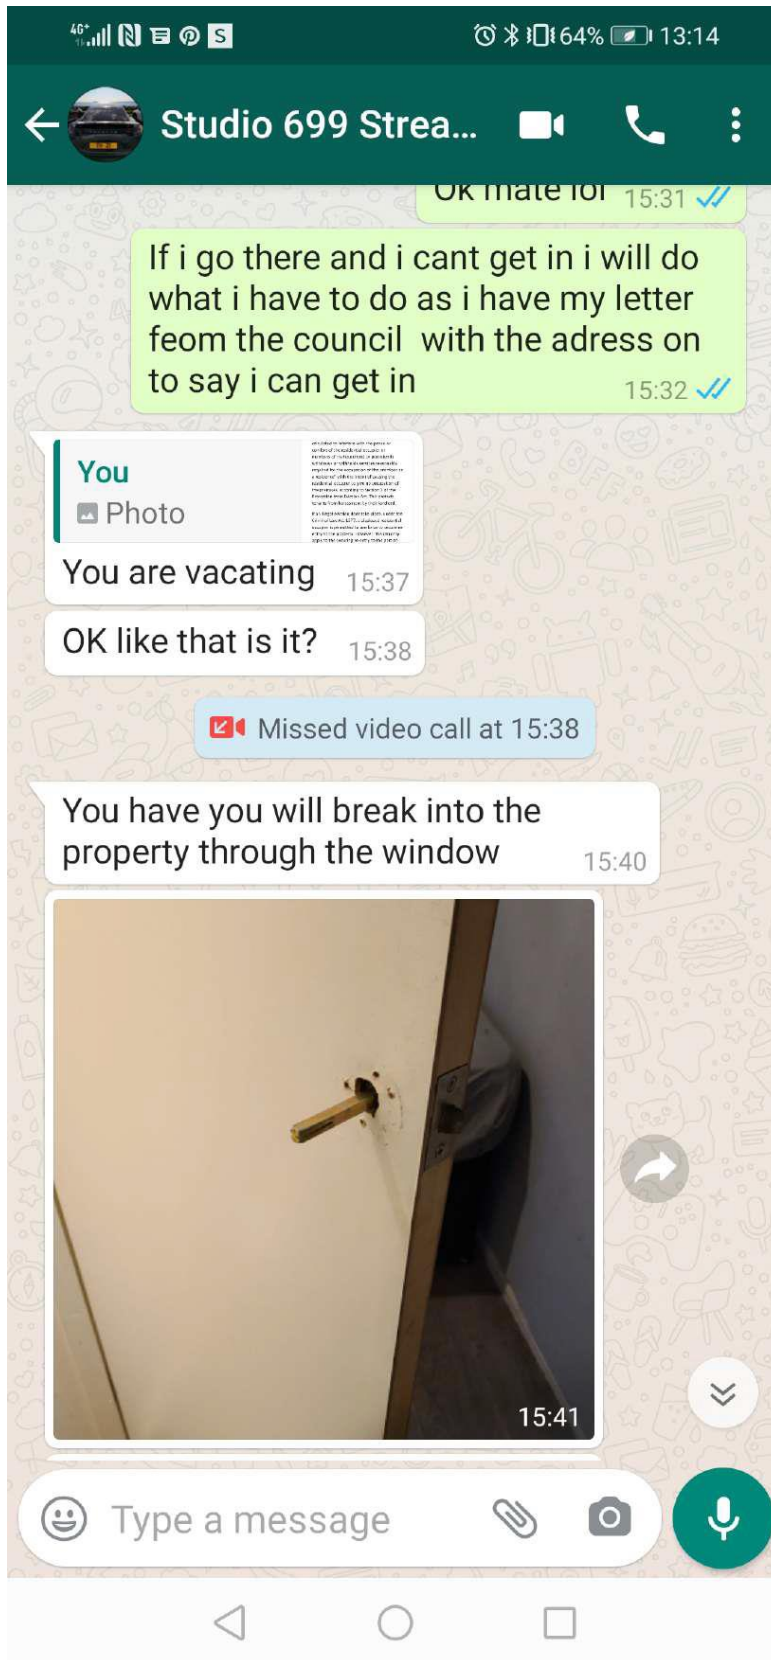 4G+ 64% 13:14
Studio 699 Strea...
Ok mate lol 15:31
If i go there and i cant get in i will do
what i have to do as i have my letter
feom the council with the adress on
to say i can get in 15:32
You
Photo
You are vacating 15:37
OK like that is it? 15:38
Missed video call at 15:38
You have you will break into the
property through the window 15:40
15:41
Type a message